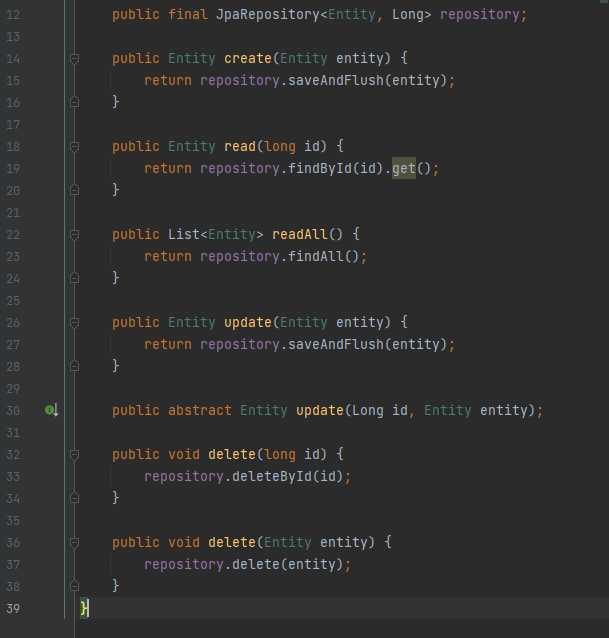 12 public final JpaRepository<Entity, Long> repository;
13
14 public Entity create(Entity entity) {
15 return repository.saveAndFlush(entity);
16 }
17
18 public Entity read(long id) {
19 return repository.findById(id).get();
20 }
21
22 public List<Entity> readAll() {
23 return repository.findAll();
24 }
25
26 public Entity update(Entity entity) {
27 return repository.saveAndFlush(entity);
28 }
29
30 public abstract Entity update(Long id, Entity entity);
31
32 public void delete(long id) {
33 repository.deleteById(id);
34 }
35
36 public void delete(Entity entity) {
37 repository.delete(entity);
38 }
39 }